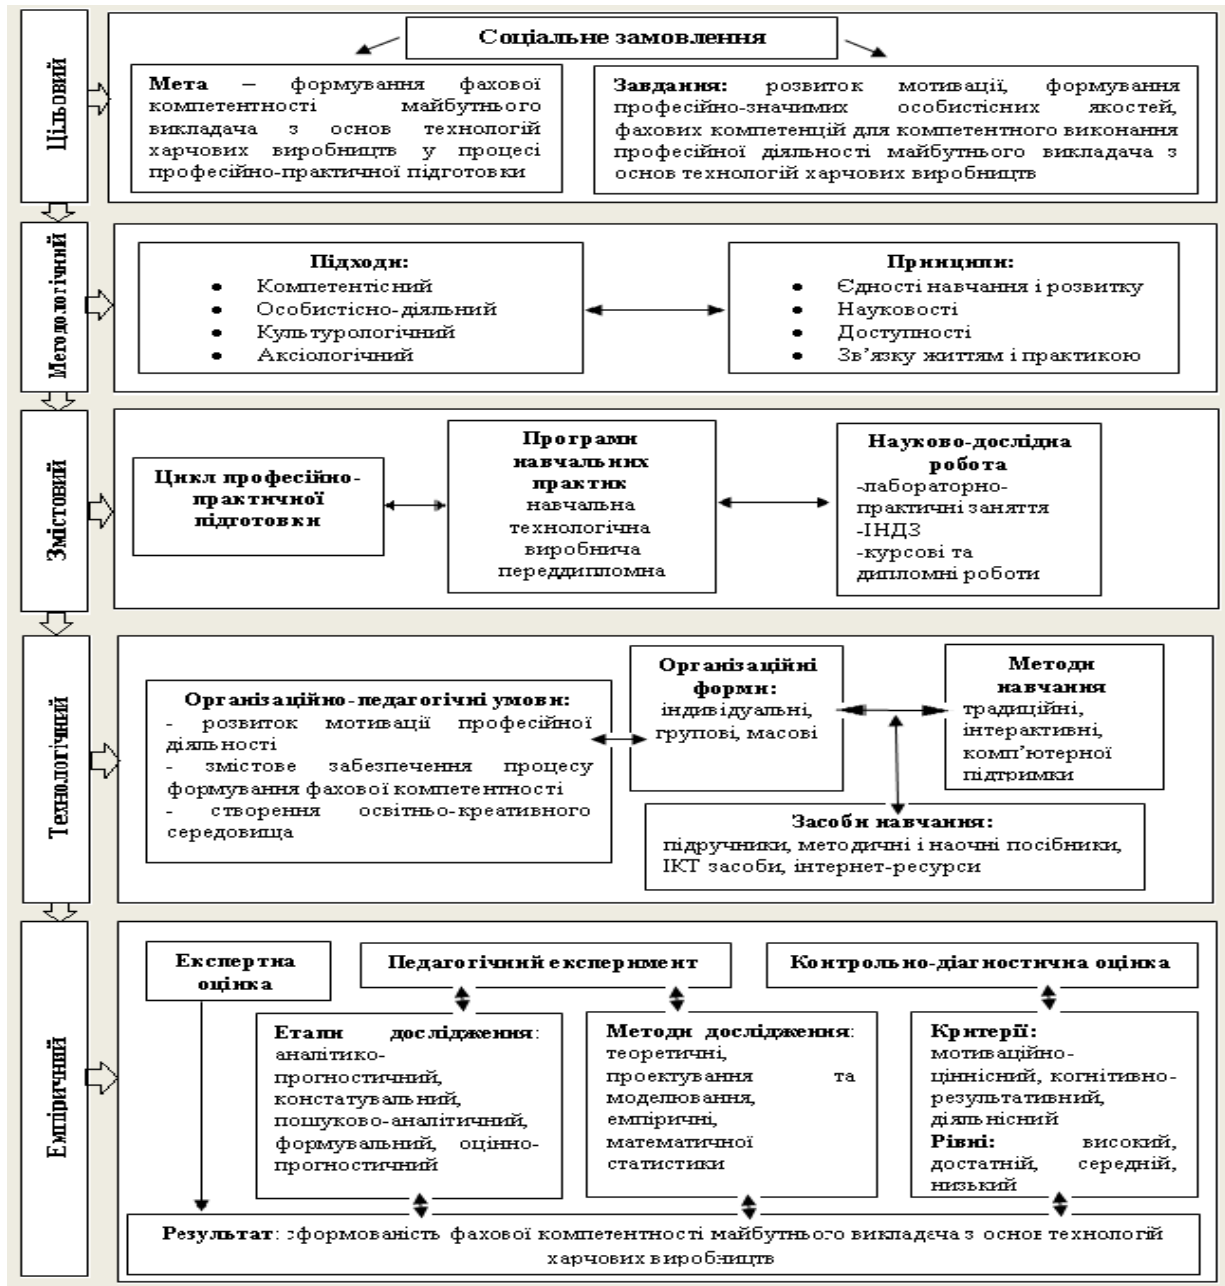 Цільовий
Соціальне замовлення
Мета – формування фахової
компетентності майбутнього
викладача з основ технологій
харчових виробництв у процесі
професійно-практичної підготовки
Завдання: розвиток мотивації, формування
професійно-значимих особистісних якостей,
фахових компетенцій для компетентного виконання
професійної діяльності майбутнього викладача з
основ технологій харчових виробництв
Методологічний
Підходи:
• Компетентісний
• Особистісно-діяльний
• Культурологічний
• Аксіологічний
Принципи:
• Єдності навчання і розвитку
• Науковості
• Доступності
• Зв’язку життям і практикою
Змістовий
Цикл професійно-
практичної
підготовки
Програми
навчальних
практик
навчальна
технологічна
виробнича
переддипломна
Науково-дослідна
робота
-лабораторно-
практичні заняття
-ІНДЗ
-курсові та
дипломні роботи
Технологічний
Організаційно-педагогічні умови:
- розвиток мотивації професійної
діяльності
- змістове забезпечення процесу
формування фахової компетентності
- створення освітньо-креативного
середовища
Організаційні
форми:
індивідуальні,
групові, масові
Методи
навчання
традиційні,
інтерактивні,
комп’ютерної
підтримки
Засоби навчання:
підручники, методичні і наочні посібники,
ІКТ засоби, інтернет-ресурси
Емпіричний
Експертна
оцінка
Педагогічний експеримент
Контрольно-діагностична оцінка
Етапи дослідження:
аналітико-
прогностичний,
констатувальний,
пошуково-аналітичний,
формувальний, оцінно-
прогностичний
Методи дослідження:
теоретичні,
проектування та
моделювання,
емпіричні,
математичної
статистики
Критерії:
мотиваційно-
ціннісний, когнітивно-
результативний,
діяльнісний
Рівні: високий,
достатній, середній,
низький
Результат: сформованість фахової компетентності майбутнього викладача з основ технологій
харчових виробництв